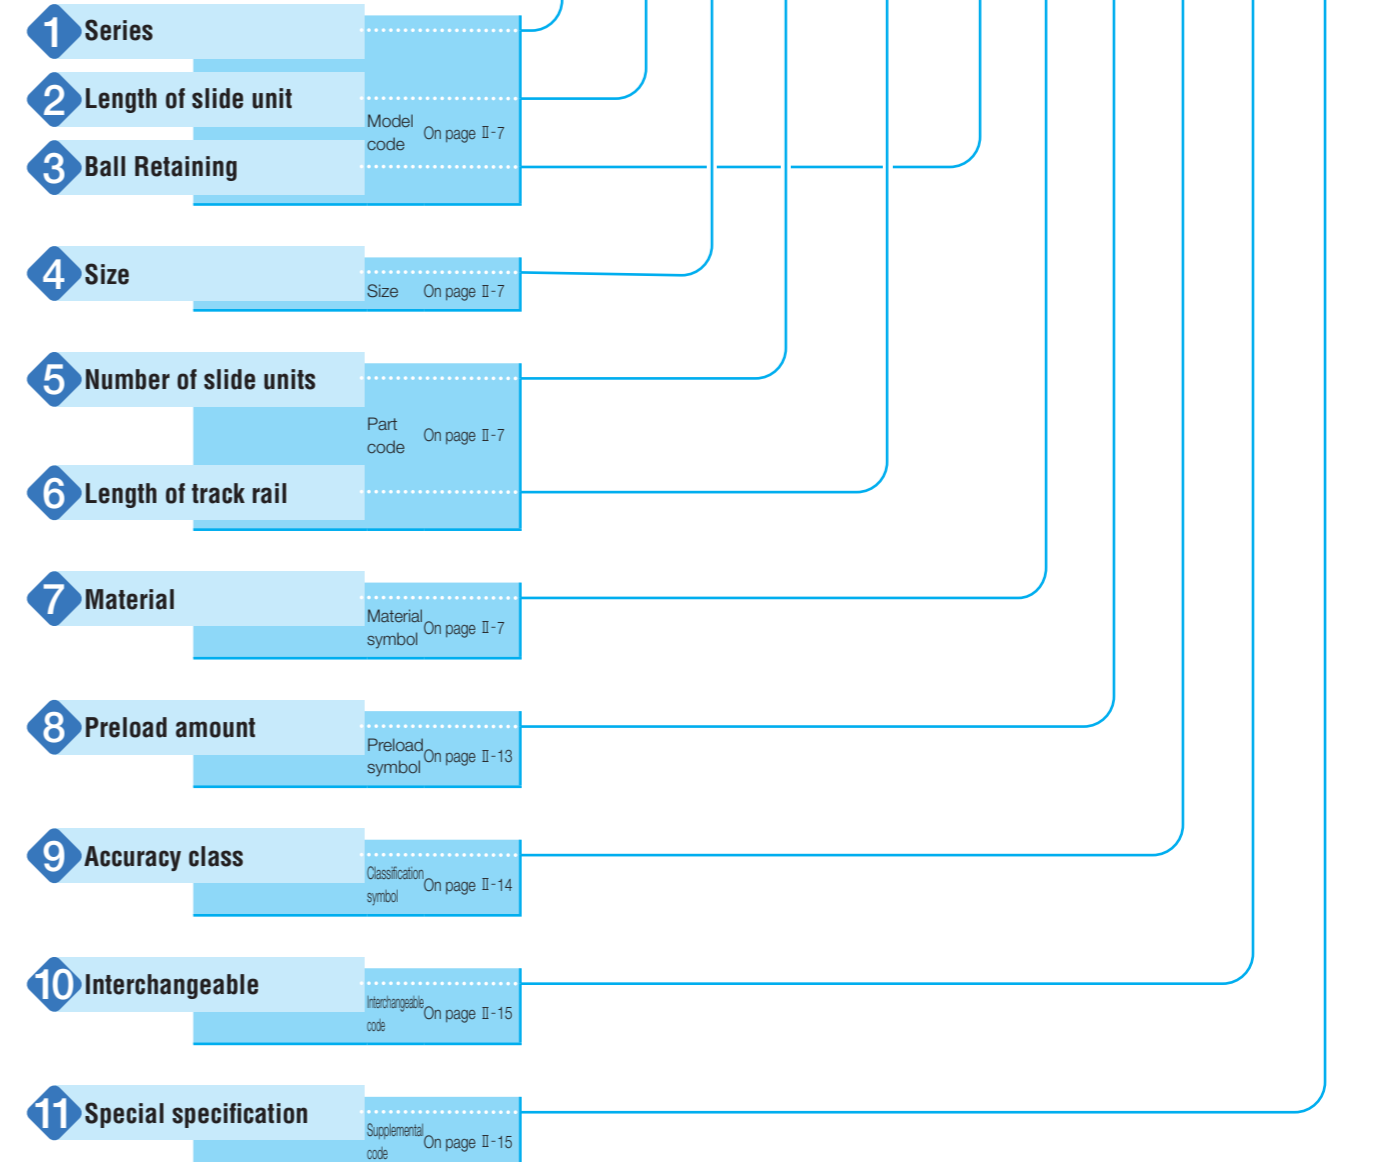 1 Series
2 Length of slide unit
Model
code
On page Ⅱ-7
3 Ball Retaining
4 Size
Size On page Ⅱ-7
5 Number of slide units
Part
code
On page Ⅱ-7
6 Length of track rail
7 Material
Material
symbol
On page Ⅱ-7
8 Preload amount
Preload
symbol
On page Ⅱ-13
9 Accuracy class
Classification
symbol
On page Ⅱ-14
10 Interchangeable
Interchangeable
code
On page Ⅱ-15
11 Special specification
Supplemental
code
On page Ⅱ-15